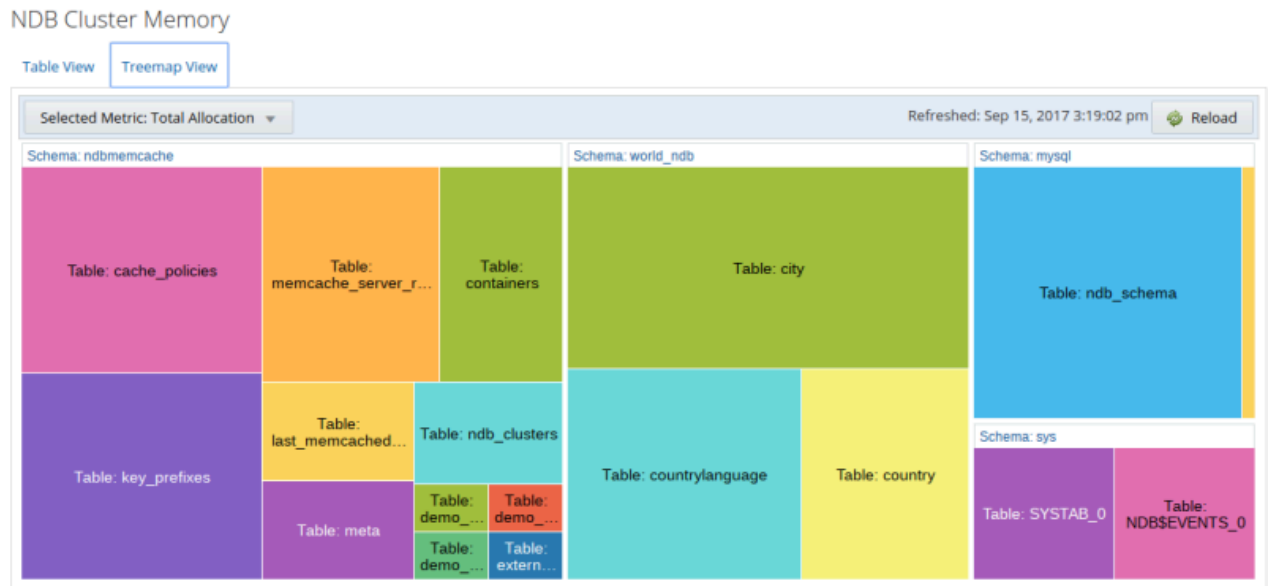 NDB Cluster Memory
Table View
Treemap View
Selected Metric: Total Allocation
Refreshed: Sep 15, 2017 3:19:02 pm
Reload
Schema: ndbmemcache
Table: cache_policies
Table:
memcache_server_r...
Table:
containers
Table: key_prefixes
Table:
last_memcached...
Table: ndb_clusters
Table: meta
Table:
demo_...
Table:
demo_...
Table:
demo_...
Table:
extern...
Schema: world_ndb
Table: city
Table: countrylanguage
Table: country
Schema: mysql
Table: ndb_schema
Schema: sys
Table: SYSTAB_0
Table:
NDB$EVENTS_0